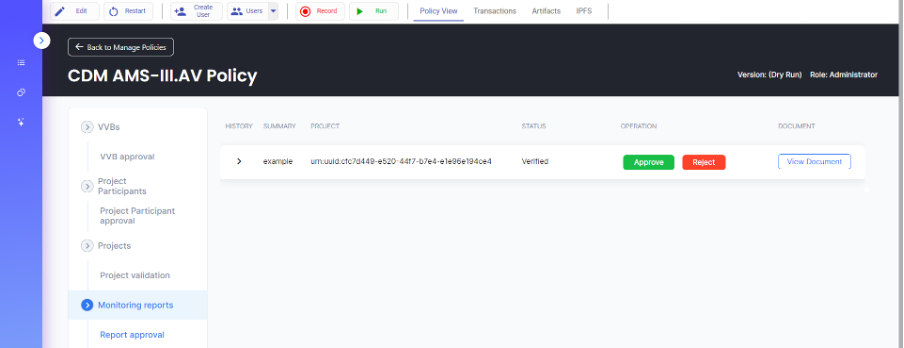 Edit Restart Create User Users Record Run Policy View Transactions Artifacts IPFS
Back to Manage Policies
CDM AMS-III.AV Policy
Version: (Dry Run) Role: Administrator
VVBs
VVB approval
Project Participants
Project Participant approval
Projects
Project validation
Monitoring reports
Report approval
HISTORY SUMMARY PROJECT STATUS OPERATION DOCUMENT
example urn:uuid:cfc7d449-e520-44f7-b7e4-e1e96e194ce4 Verified Approve Reject View Document